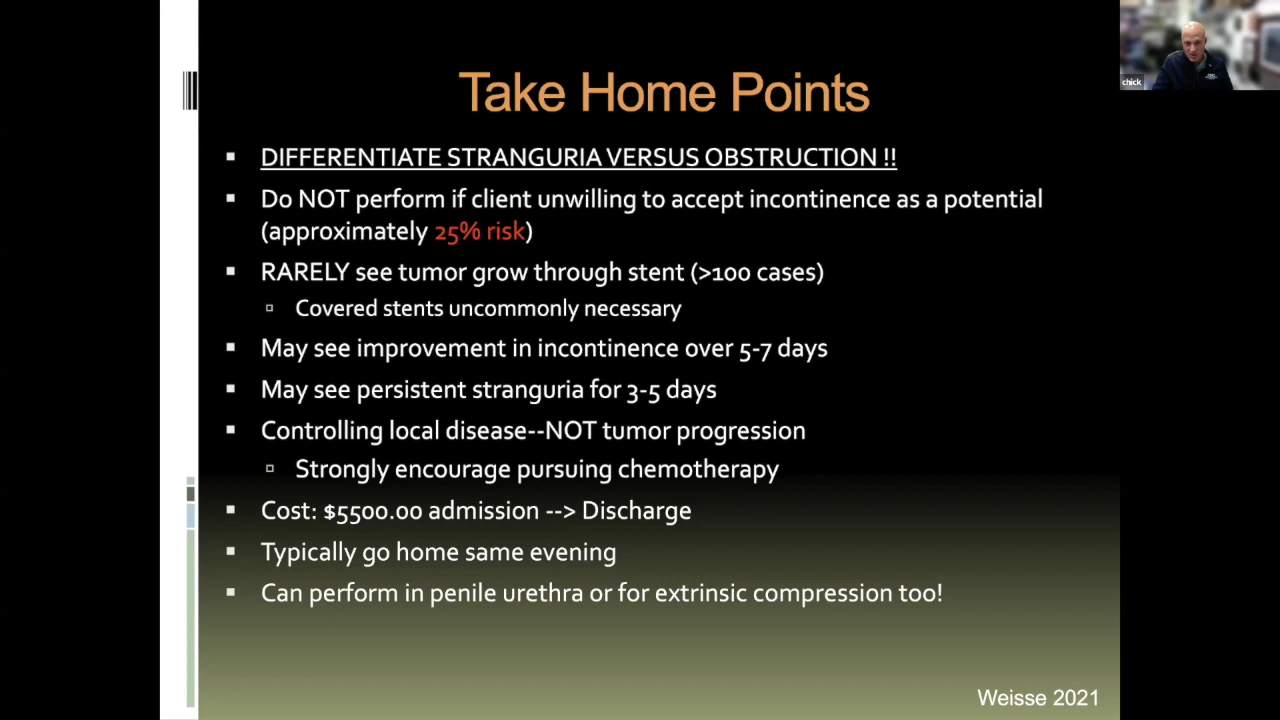 Take Home Points
DIFFERENTIATE STRANGURIA VERSUS OBSTRUCTION !!
Do NOT perform if client unwilling to accept incontinence as a potential
(approximately 25% risk)
RARELY see tumor grow through stent (>100 cases)
Covered stents uncommonly necessary
May see improvement in incontinence over 5-7 days
May see persistent stranguria for 3-5 days
Controlling local disease--NOT tumor progression
Strongly encourage pursuing chemotherapy
Cost: $5500.00 admission --> Discharge
Typically go home same evening
Can perform in penile urethra or for extrinsic compression too!
Weisse 2021
chick